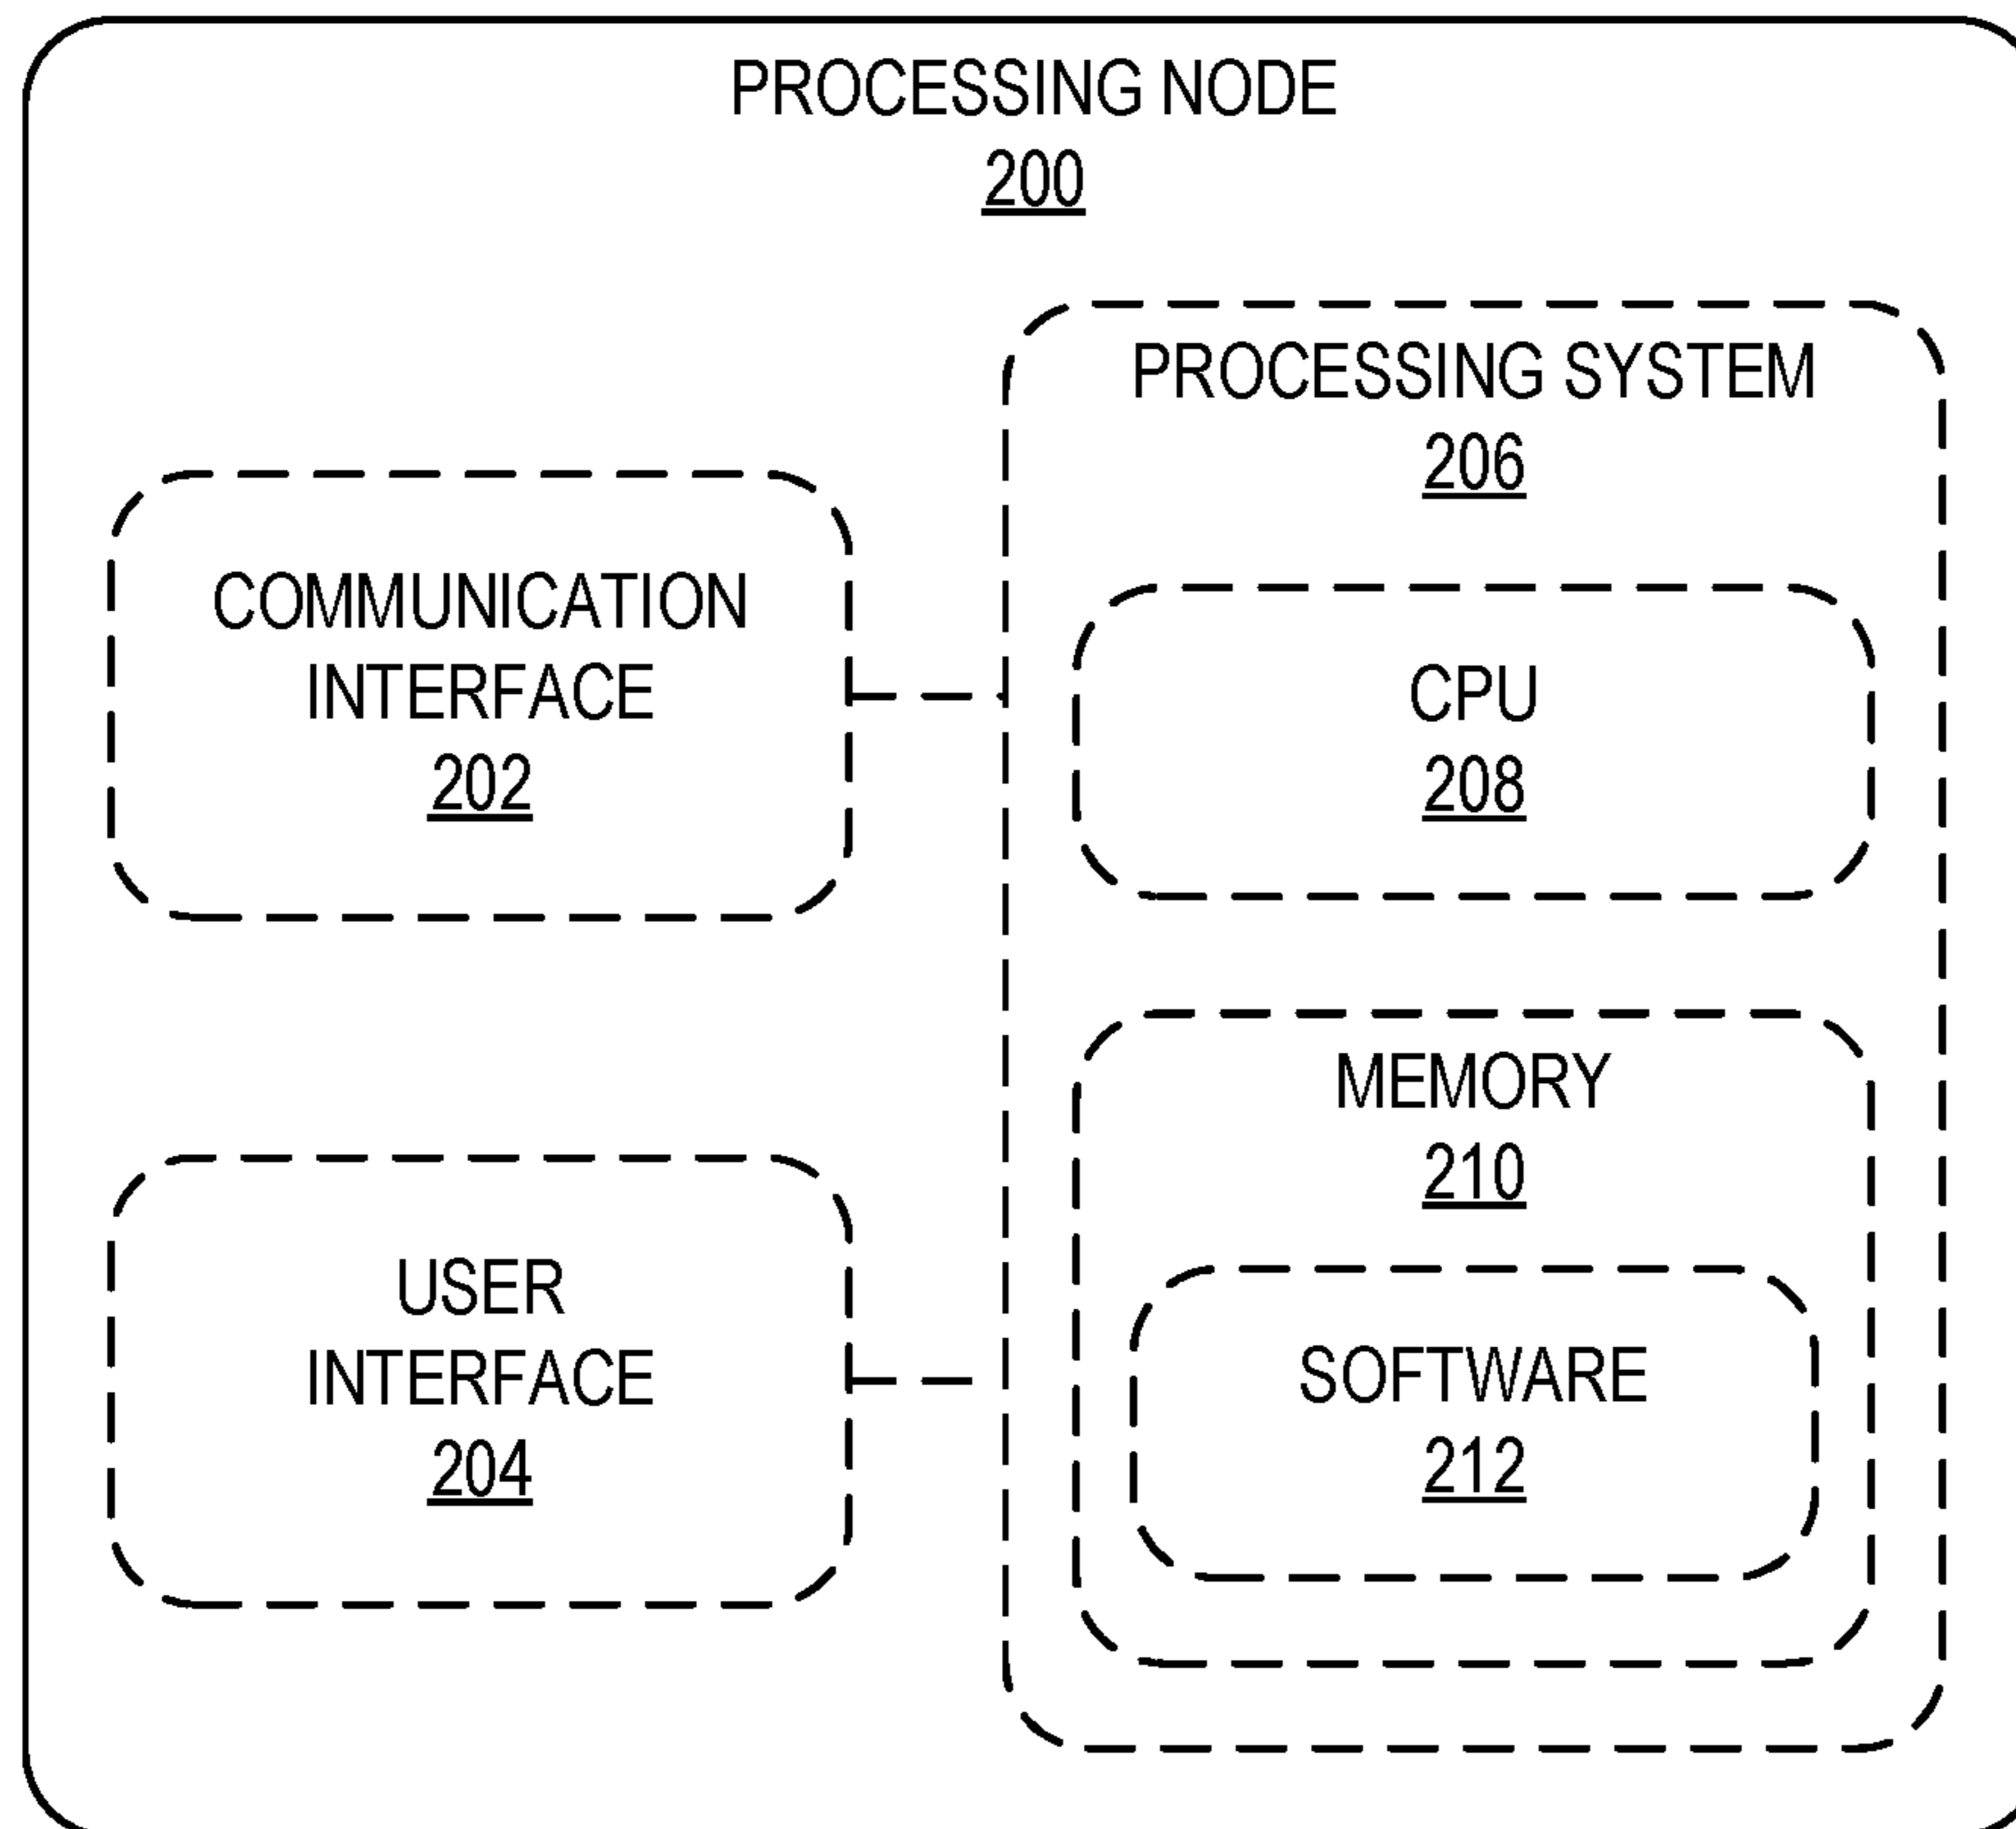 PROCESSING NODE
200
PROCESSING SYSTEM
206
COMMUNICATION
INTERFACE
202
CPU
208
MEMORY
210
USER
INTERFACE
204
SOFTWARE
212